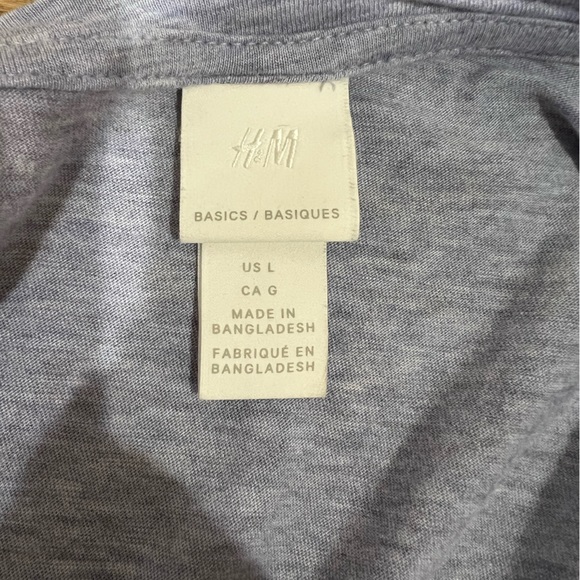 H&M
BASICS / BASIQUES
US L
CA G
MADE IN
BANGLADESH
FABRIQUÉ EN
BANGLADESH